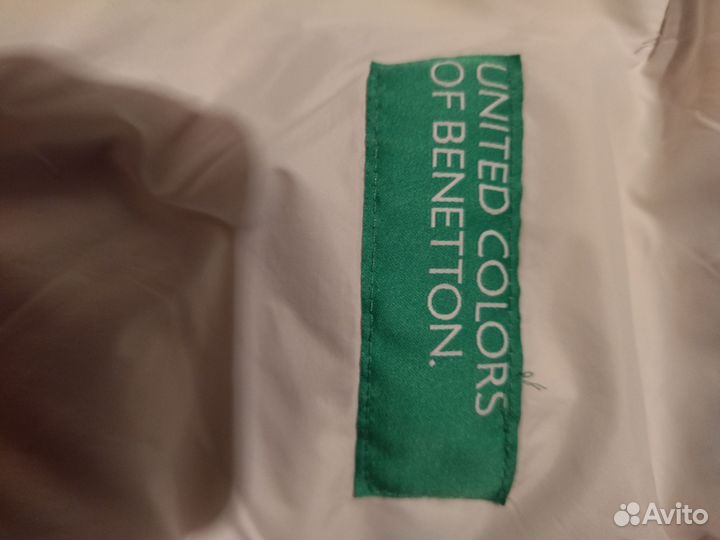 UNITED COLORS
OF BENETTON.
Avito